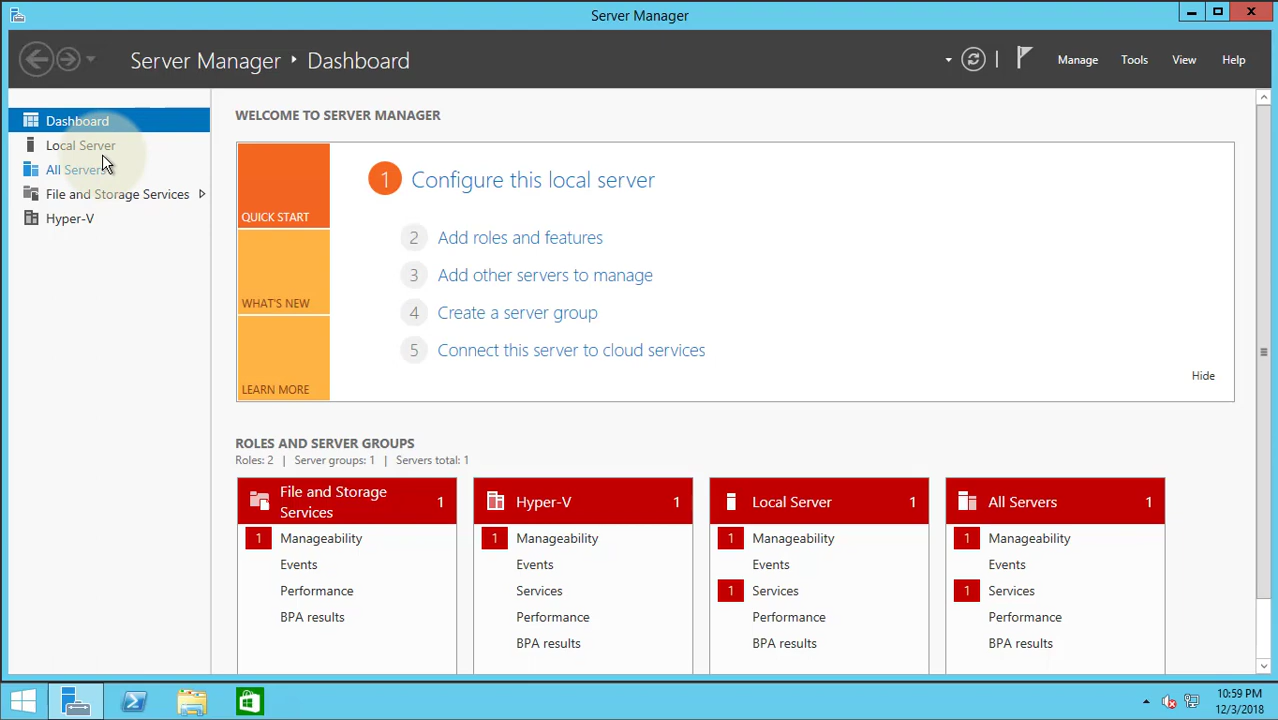 Server Manager
Server Manager • Dashboard
Manage Tools View Help
Dashboard
Local Server
All Servers
File and Storage Services
Hyper-V
WELCOME TO SERVER MANAGER
QUICK START
WHAT'S NEW
LEARN MORE
1 Configure this local server
2 Add roles and features
3 Add other servers to manage
4 Create a server group
5 Connect this server to cloud services
Hide
ROLES AND SERVER GROUPS
Roles: 2 | Server groups: 1 | Servers total: 1
File and Storage
Services 1
1 Manageability
Events
Performance
BPA results
Hyper-V 1
1 Manageability
Events
Services
Performance
BPA results
Local Server 1
1 Manageability
Events
1 Services
Performance
BPA results
All Servers 1
1 Manageability
Events
1 Services
Performance
BPA results
10:59 PM
12/3/2018